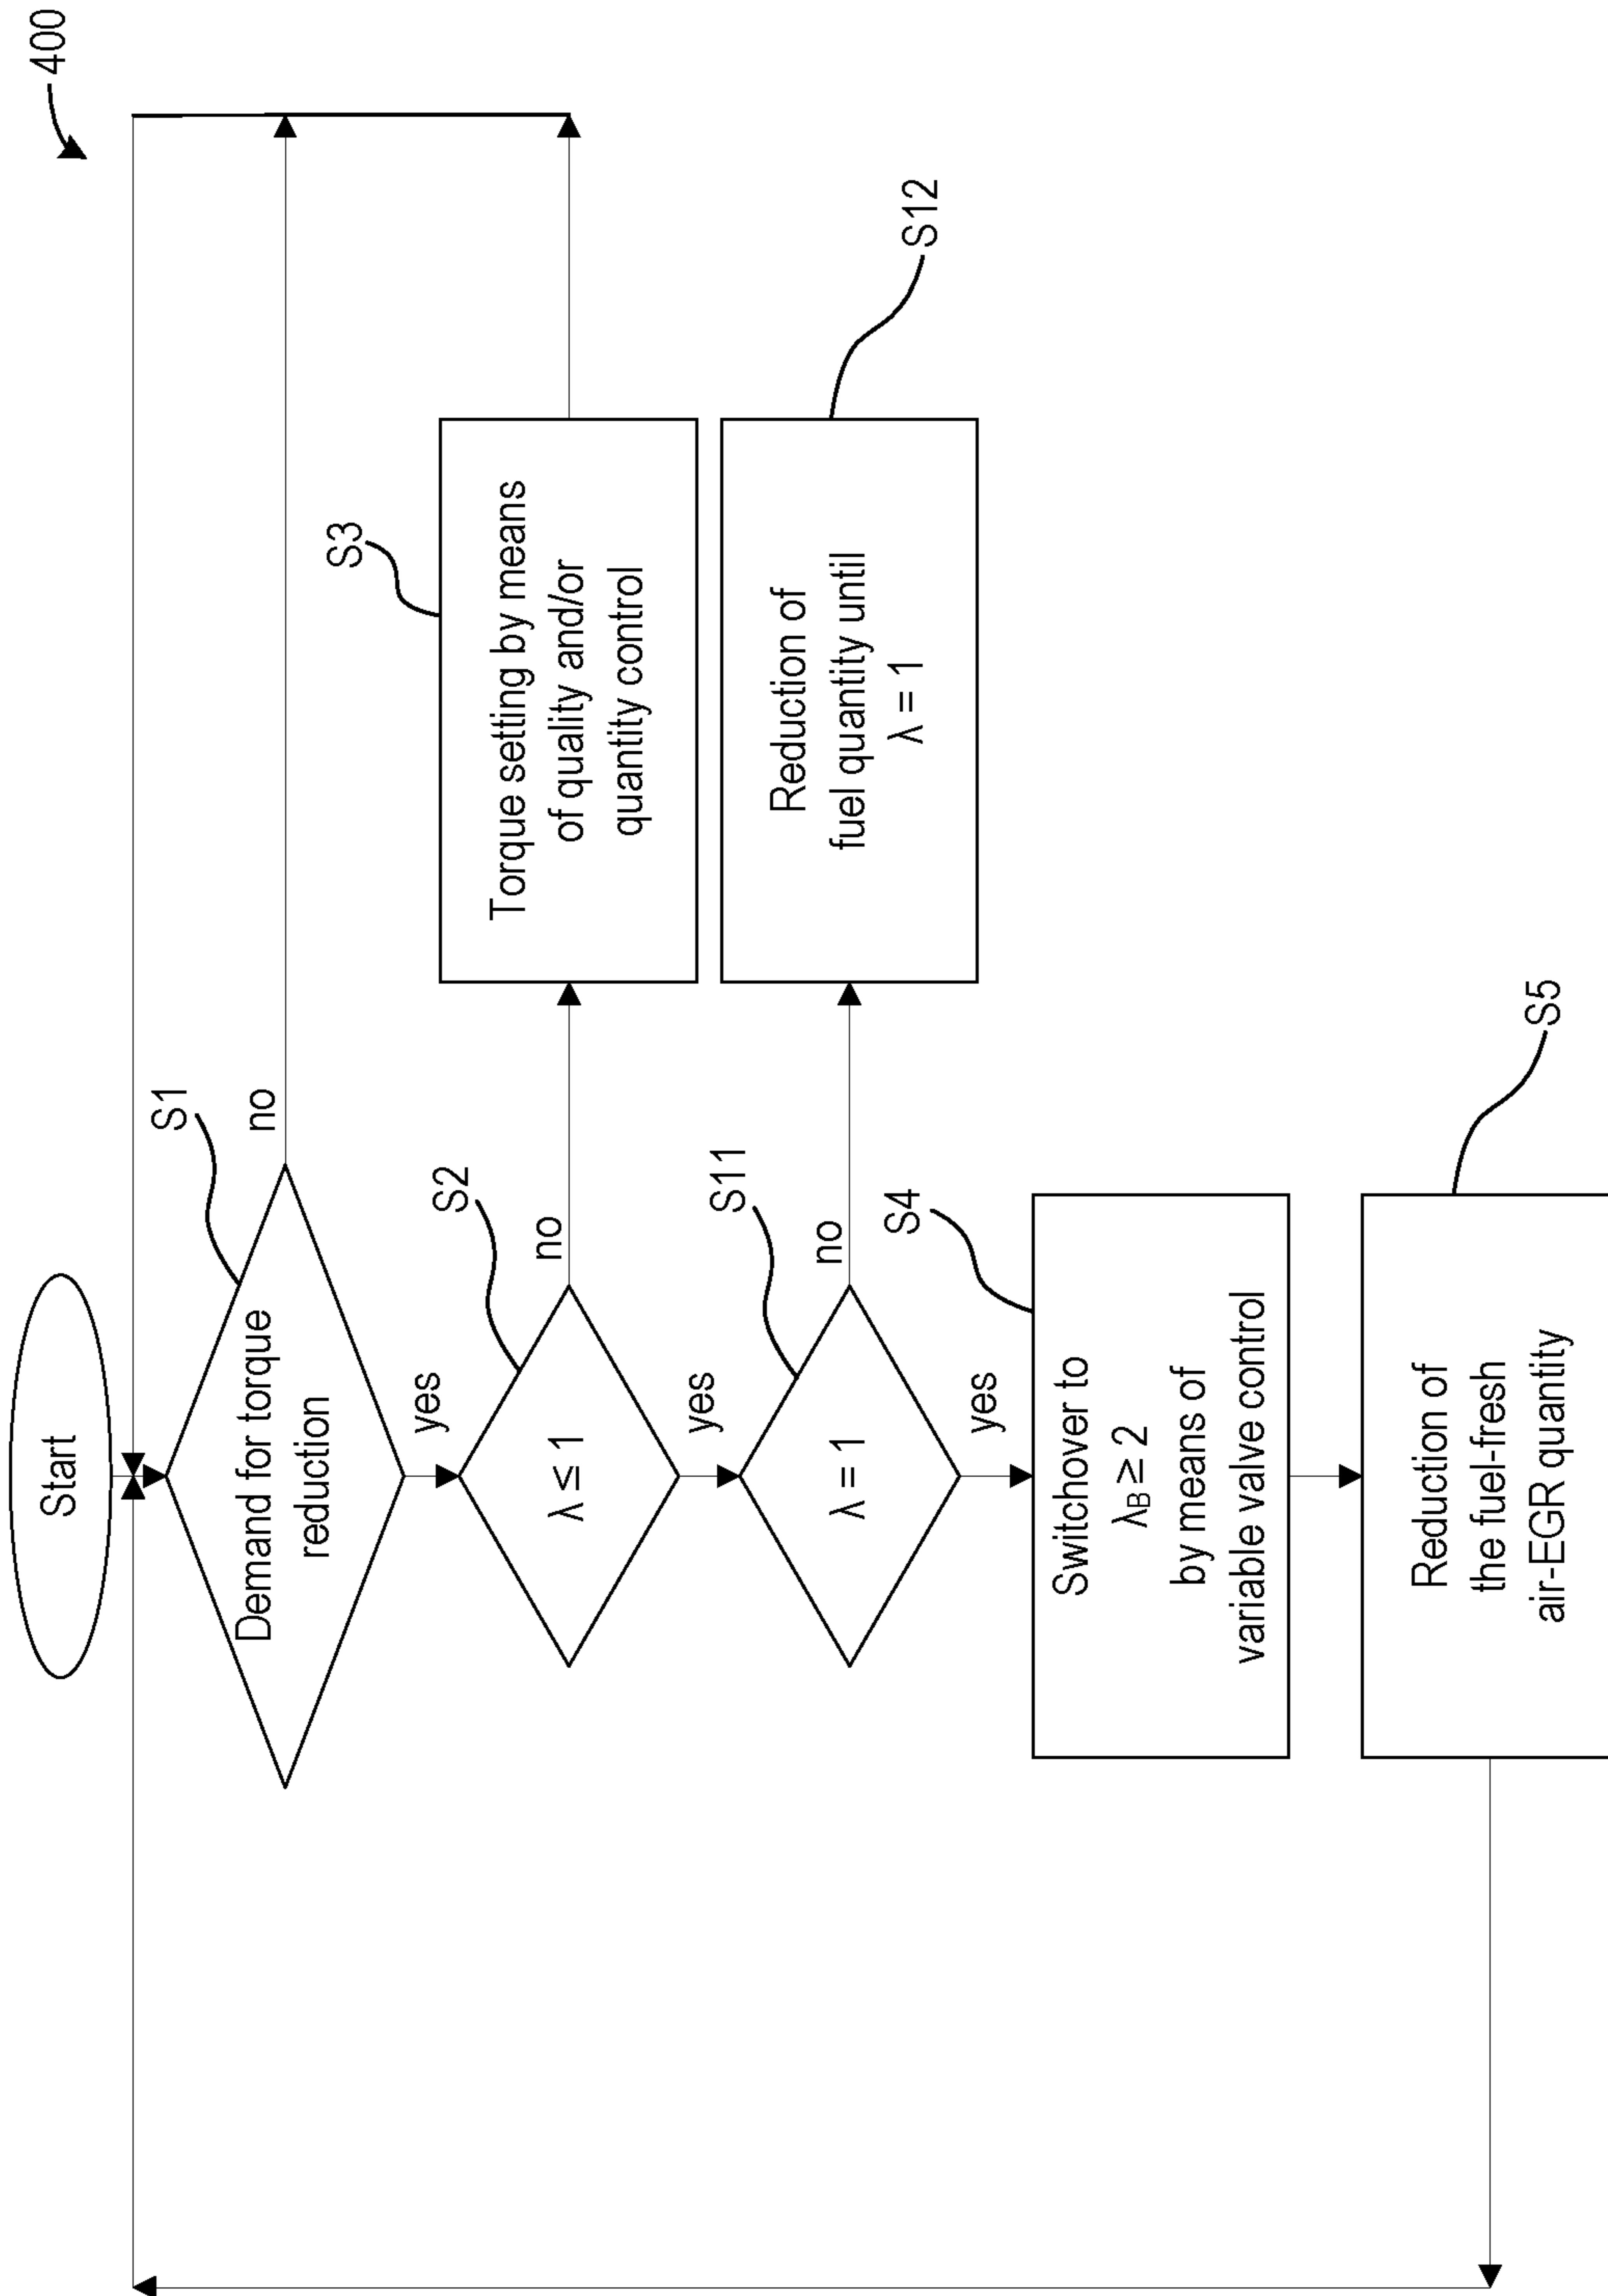 400
Start
S1
Demand for torque
reduction
no
yes
S2
λ ≤ 1
no
S3
Torque setting by means
of quality and/or
quantity control
yes
S11
λ = 1
no
S12
Reduction of
fuel quantity until
λ = 1
yes
S4
Switchover to
λB ≥ 2
by means of
variable valve control
S5
Reduction of
the fuel-fresh
air-EGR quantity